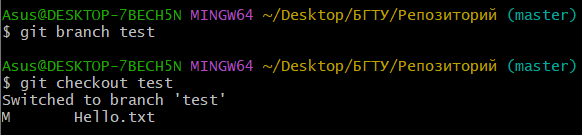 Asus@DESKTOP-7BECH5N MINGW64 ~/Desktop/БГТУ/Репозиторий (master)
$ git branch test
Asus@DESKTOP-7BECH5N MINGW64 ~/Desktop/БГТУ/Репозиторий (master)
$ git checkout test
Switched to branch 'test'
M       Hello.txt